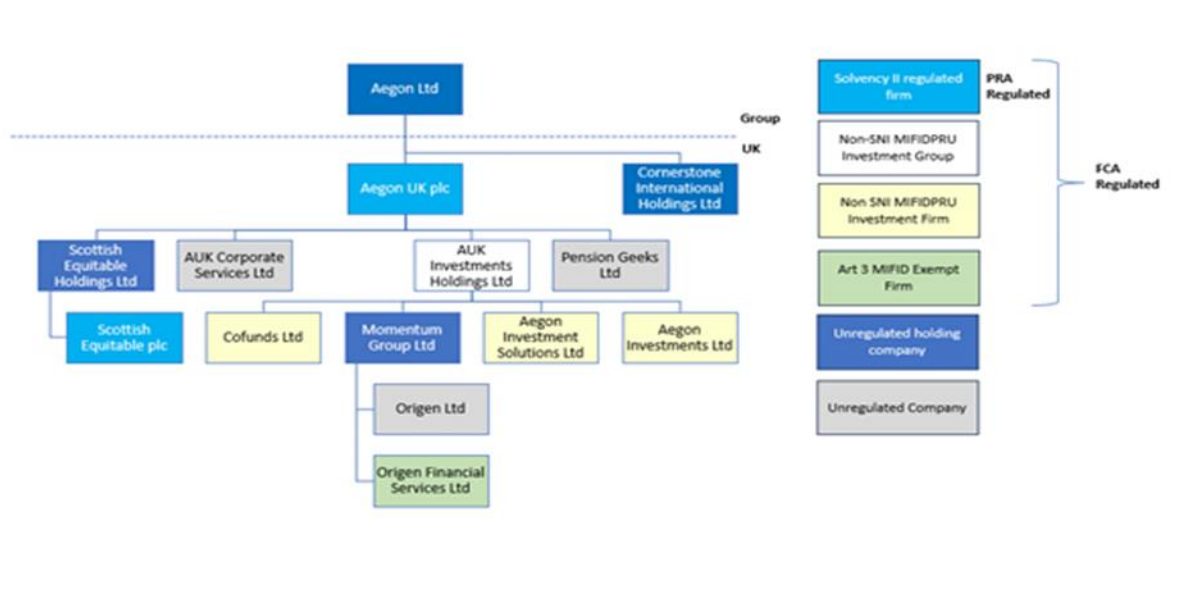 Aegon Ltd
Group
UK
Aegon UK plc
Cornerstone
International
Holdings Ltd
Scottish
Equitable
Holdings Ltd
AUK Corporate
Services Ltd
AUK
Investments
Holdings Ltd
Pension Geeks
Ltd
Scottish
Equitable plc
Cofunds Ltd
Momentum
Group Ltd
Aegon
Investment
Solutions Ltd
Aegon
Investments Ltd
Origen Ltd
Origen Financial
Services Ltd
Solvency II regulated
firm
PRA
Regulated
Non-SNI MIFIDPRU
Investment Group
Non SNI MIFIDPRU
Investment Firm
Art 3 MIFID Exempt
Firm
FCA
Regulated
Unregulated holding
company
Unregulated Company